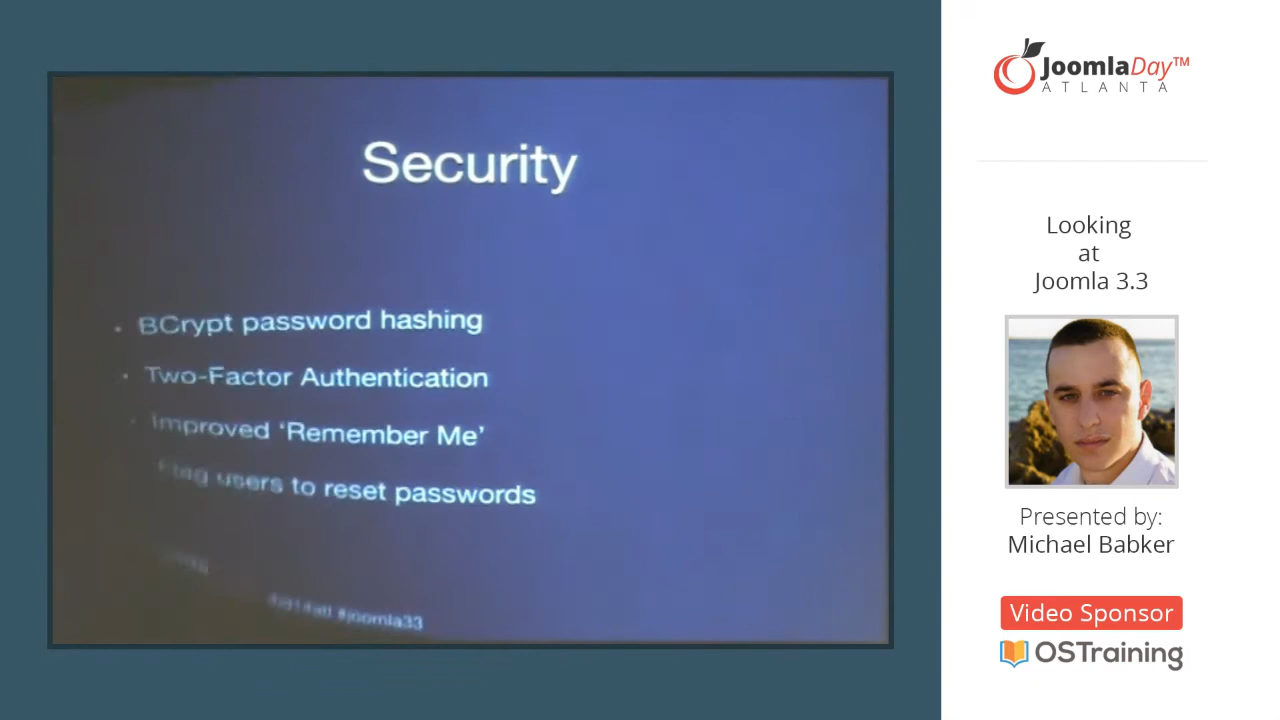 Security
• BCrypt password hashing
• Two-Factor Authentication
• Improved ‘Remember Me’
Flag users to reset passwords
#joomla33
JoomlaDay™
ATLANTA
Looking
at
Joomla 3.3
Presented by:
Michael Babker
Video Sponsor
OSTraining